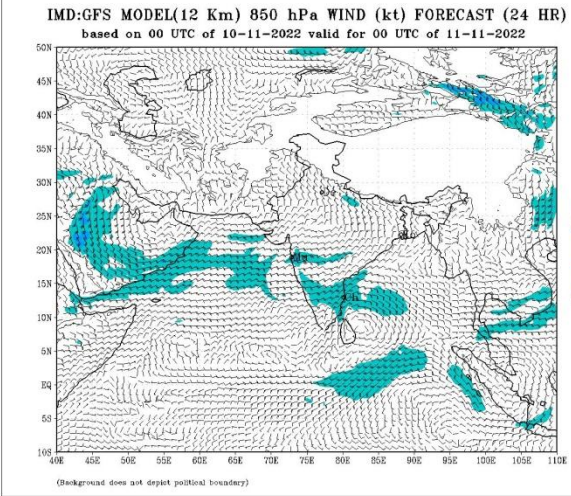 IMD:GFS MODEL(12 Km) 850 hPa WIND (kt) FORECAST (24 HR)
based on 00 UTC of 10-11-2022 valid for 00 UTC of 11-11-2022
50N
45N
40N
35N
30N
25N
20N
15N
10N
5N
EQ
5S
10S
40E 45E 50E 55E 60E 65E 70E 75E 80E 85E 90E 95E 100E 105E 110E
(Background does not depict political boundary)